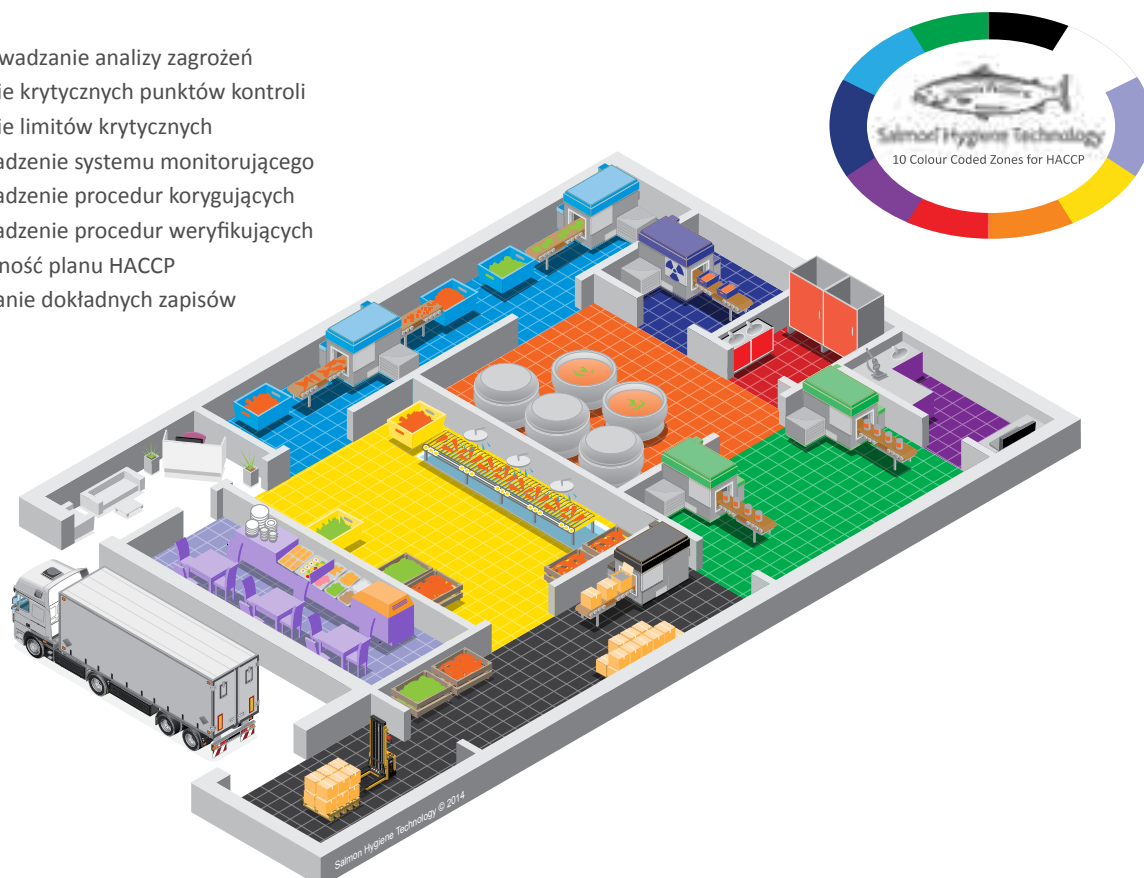 wadzanie analizy zagrożeń
ie krytycznych punktów kontroli
ie limitów krytycznych
adzenie systemu monitorującego
adzenie procedur korygujących
adzenie procedur weryfikujących
ność planu HACCP
anie dokładnych zapisów
Salmon Hygiene Technology
10 Colour Coded Zones for HACCP
Salmon Hygiene Technology © 2014